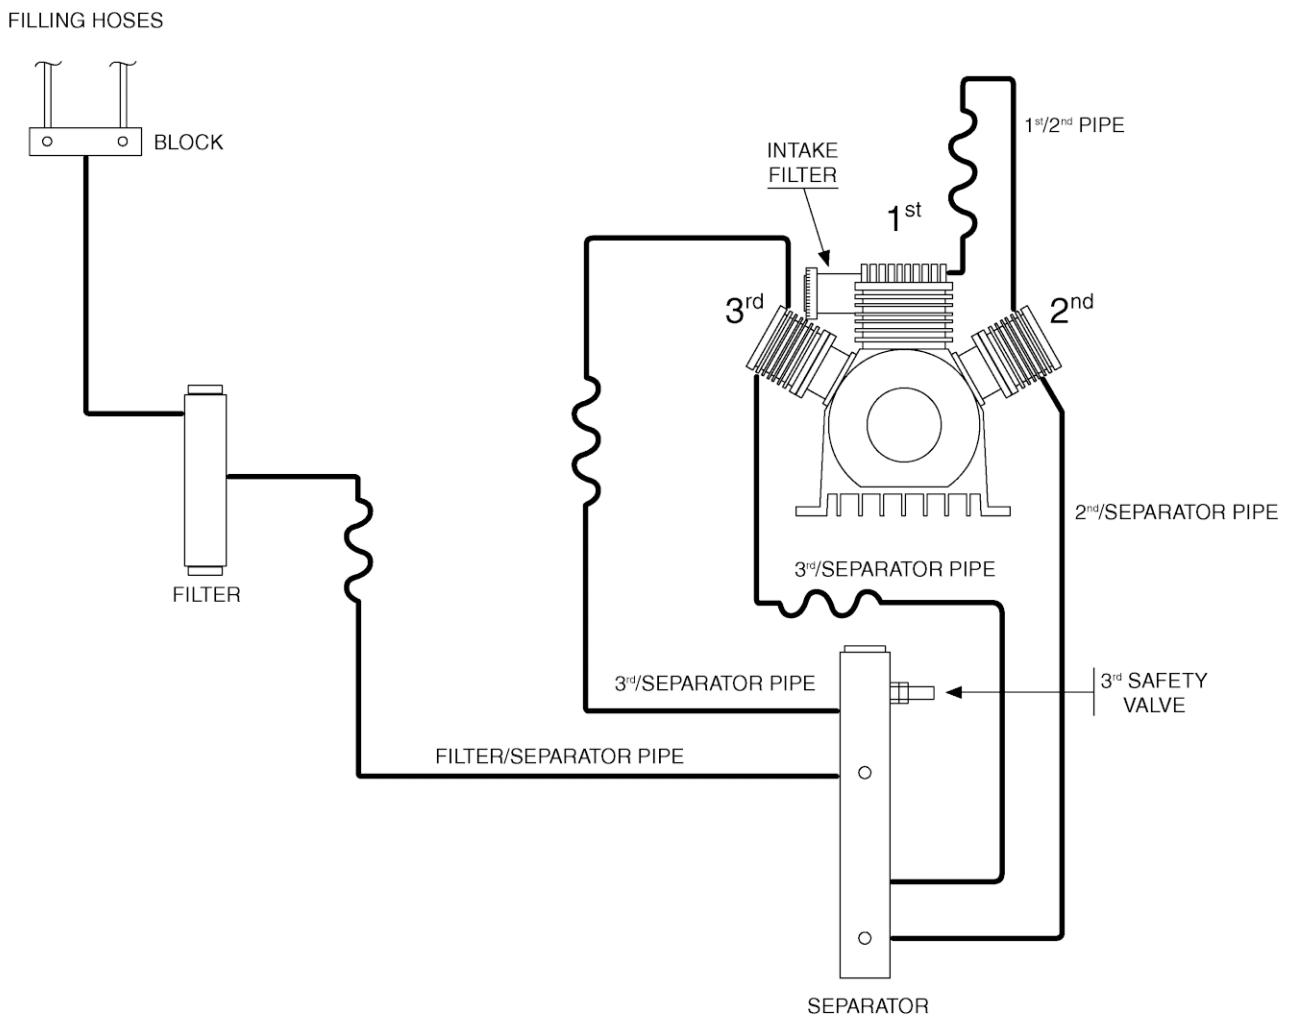 FILLING HOSES
BLOCK
1st/2nd PIPE
INTAKE
FILTER
1st
3rd
2nd
2nd/SEPARATOR PIPE
3rd/SEPARATOR PIPE
FILTER
3rd/SEPARATOR PIPE
3rd SAFETY
VALVE
FILTER/SEPARATOR PIPE
SEPARATOR